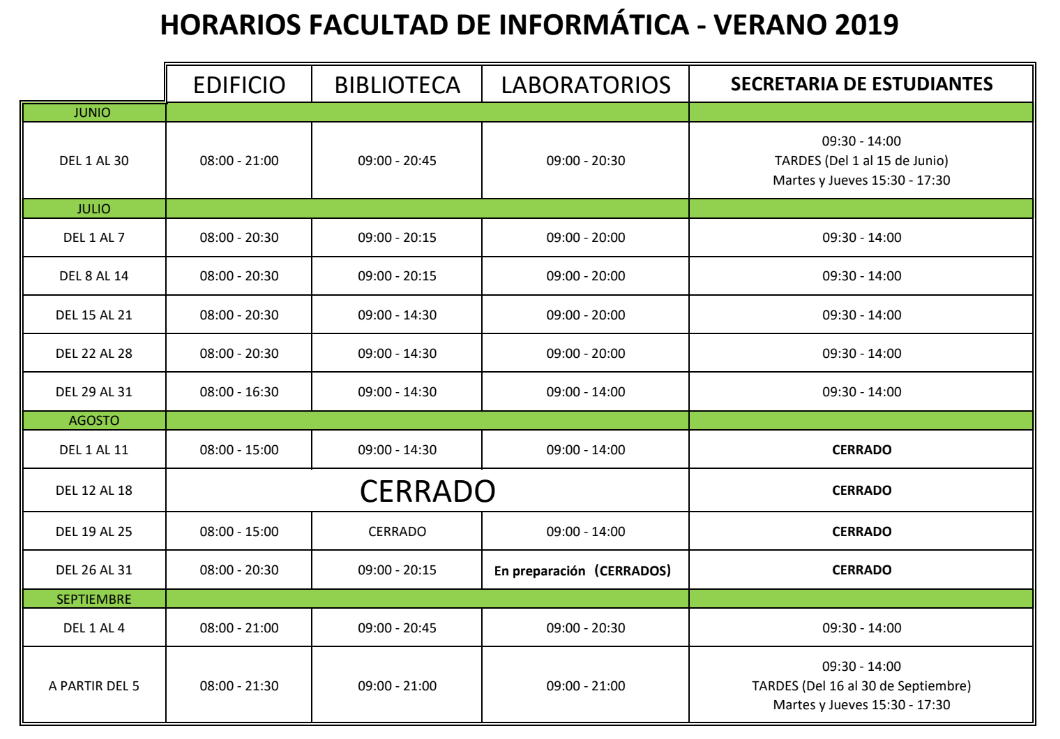 HORARIOS FACULTAD DE INFORMÁTICA - VERANO 2019
EDIFICIO BIBLIOTECA LABORATORIOS SECRETARIA DE ESTUDIANTES
JUNIO
DEL 1 AL 30 08:00 - 21:00 09:00 - 20:45 09:00 - 20:30 09:30 - 14:00
TARDES (Del 1 al 15 de Junio)
Martes y Jueves 15:30 - 17:30
JULIO
DEL 1 AL 7 08:00 - 20:30 09:00 - 20:15 09:00 - 20:00 09:30 - 14:00
DEL 8 AL 14 08:00 - 20:30 09:00 - 20:15 09:00 - 20:00 09:30 - 14:00
DEL 15 AL 21 08:00 - 20:30 09:00 - 14:30 09:00 - 20:00 09:30 - 14:00
DEL 22 AL 28 08:00 - 20:30 09:00 - 14:30 09:00 - 20:00 09:30 - 14:00
DEL 29 AL 31 08:00 - 16:30 09:00 - 14:30 09:00 - 14:00 09:30 - 14:00
AGOSTO
DEL 1 AL 11 08:00 - 15:00 09:00 - 14:30 09:00 - 14:00 CERRADO
DEL 12 AL 18 CERRADO CERRADO
DEL 19 AL 25 08:00 - 15:00 CERRADO 09:00 - 14:00 CERRADO
DEL 26 AL 31 08:00 - 20:30 09:00 - 20:15 En preparación (CERRADOS) CERRADO
SEPTIEMBRE
DEL 1 AL 4 08:00 - 21:00 09:00 - 20:45 09:00 - 20:30 09:30 - 14:00
A PARTIR DEL 5 08:00 - 21:30 09:00 - 21:00 09:00 - 21:00 09:30 - 14:00
TARDES (Del 16 al 30 de Septiembre)
Martes y Jueves 15:30 - 17:30